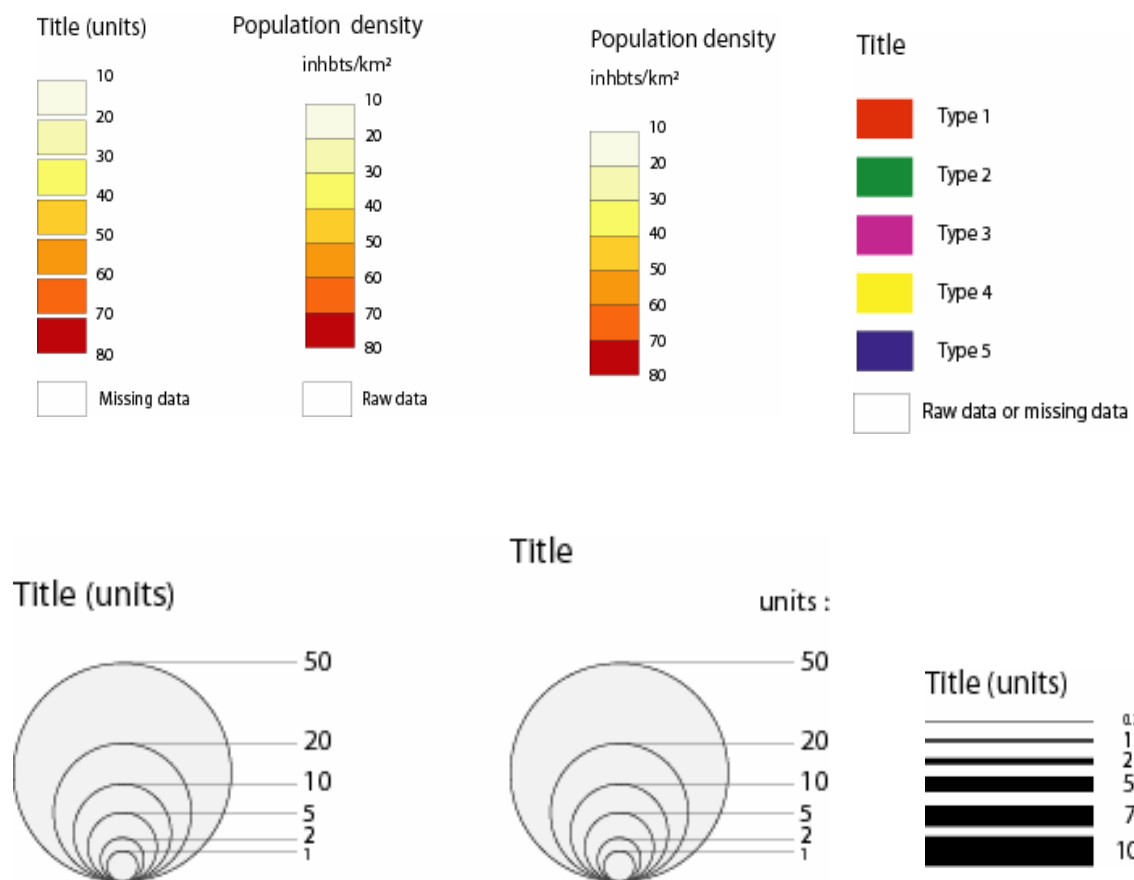 Title (units)
10
20
30
40
50
60
70
80
Missing data
Population density
inhbts/km²
10
20
30
40
50
60
70
80
Raw data
Population density
inhbts/km²
10
20
30
40
50
60
70
80
Title
Type 1
Type 2
Type 3
Type 4
Type 5
Raw data or missing data
Title (units)
50
20
10
5
2
1
Title
units :
50
20
10
5
2
1
Title (units)
1
2
5
7
10